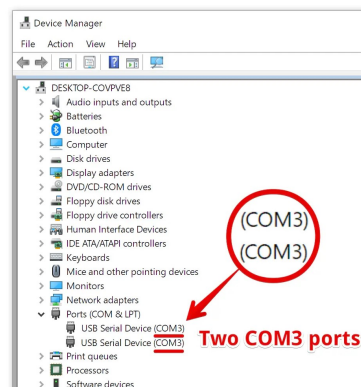 Device Manager
File Action View Help
DESKTOP-COVPVE8
Audio inputs and outputs
Batteries
Bluetooth
Computer
Disk drives
Display adapters
DVD/CD-ROM drives
Floppy disk drives
Floppy drive controllers
Human Interface Devices
IDE ATA/ATAPI controllers
Keyboards
Mice and other pointing devices
Monitors
Network adapters
Ports (COM & LPT)
USB Serial Device (COM3)
USB Serial Device (COM3)
Print queues
Processors
Software devices
(COM3)
(COM3)
Two COM3 ports